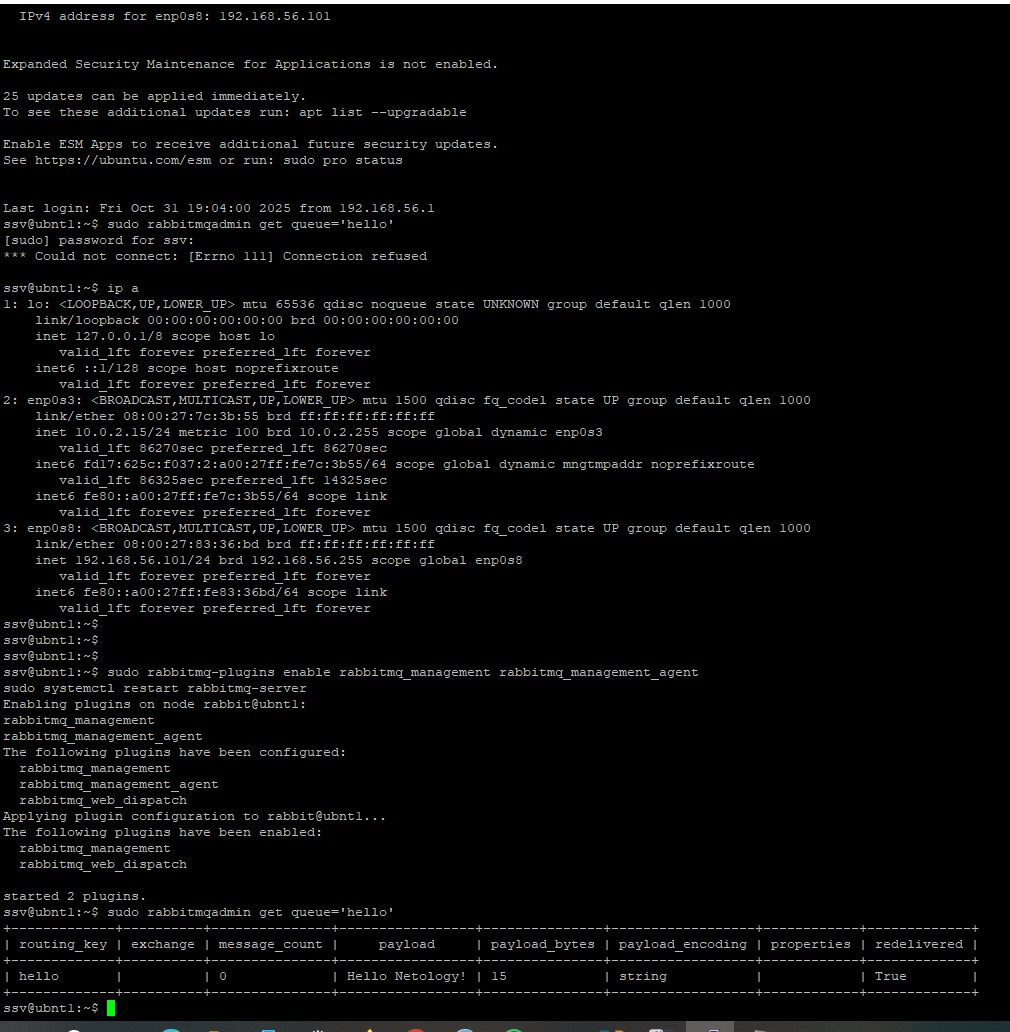 IPv4 address for enp0s8: 192.168.56.101
Expanded Security Maintenance for Applications is not enabled.
25 updates can be applied immediately.
To see these additional updates run: apt list --upgradable
Enable ESM Apps to receive additional future security updates.
See https://ubuntu.com/esm or run: sudo pro status
Last login: Fri Oct 31 19:04:00 2025 from 192.168.56.1
ssv@ubnt1:~$ sudo rabbitmqadmin get queue='hello'
[sudo] password for ssv:
*** Could not connect: [Errno 111] Connection refused
ssv@ubnt1:~$ ip a
1: lo: <LOOPBACK,UP,LOWER_UP> mtu 65536 qdisc noqueue state UNKNOWN group default qlen 1000
    link/loopback 00:00:00:00:00:00 brd 00:00:00:00:00:00
    inet 127.0.0.1/8 scope host lo
       valid_lft forever preferred_lft forever
    inet6 ::1/128 scope host noprefixroute
       valid_lft forever preferred_lft forever
2: enp0s3: <BROADCAST,MULTICAST,UP,LOWER_UP> mtu 1500 qdisc fq_codel state UP group default qlen 1000
    link/ether 08:00:27:7c:3b:55 brd ff:ff:ff:ff:ff:ff
    inet 10.0.2.15/24 metric 100 brd 10.0.2.255 scope global dynamic enp0s3
       valid_lft 86270sec preferred_lft 86270sec
    inet6 fd17:625c:f037:2:a00:27ff:fe7c:3b55/64 scope global dynamic mngtmpaddr noprefixroute
       valid_lft 86325sec preferred_lft 14325sec
    inet6 fe80::a00:27ff:fe7c:3b55/64 scope link
       valid_lft forever preferred_lft forever
3: enp0s8: <BROADCAST,MULTICAST,UP,LOWER_UP> mtu 1500 qdisc fq_codel state UP group default qlen 1000
    link/ether 08:00:27:83:36:bd brd ff:ff:ff:ff:ff:ff
    inet 192.168.56.101/24 brd 192.168.56.255 scope global enp0s8
       valid_lft forever preferred_lft forever
    inet6 fe80::a00:27ff:fe83:36bd/64 scope link
       valid_lft forever preferred_lft forever
ssv@ubnt1:~$
ssv@ubnt1:~$
ssv@ubnt1:~$
ssv@ubnt1:~$ sudo rabbitmq-plugins enable rabbitmq_management rabbitmq_management_agent
sudo systemctl restart rabbitmq-server
Enabling plugins on node rabbit@ubnt1:
rabbitmq_management
rabbitmq_management_agent
The following plugins have been configured:
  rabbitmq_management
  rabbitmq_management_agent
  rabbitmq_web_dispatch
Applying plugin configuration to rabbit@ubnt1...
The following plugins have been enabled:
  rabbitmq_management
  rabbitmq_web_dispatch
started 2 plugins.
ssv@ubnt1:~$ sudo rabbitmqadmin get queue='hello'
| routing_key | exchange | message_count |     payload     | payload_bytes | payload_encoding | properties | redelivered |
| hello       |          | 0             | Hello Netology! | 15            | string           |            | True        |
ssv@ubnt1:~$